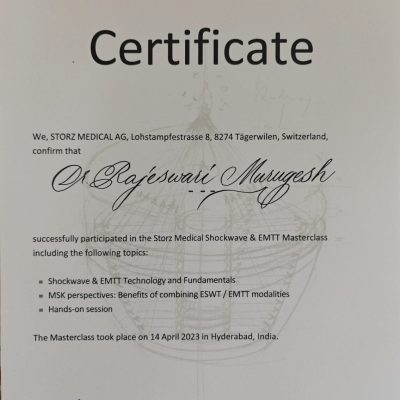 Certificate
We, STORZ MEDICAL AG, Lohstampfestrasse 8, 8274 Tägerwilen, Switzerland,
confirm that
Dr. Rajeswari Murugesh
successfully participated in the Storz Medical Shockwave & EMTT Masterclass
including the following topics:
Shockwave & EMTT Technology and Fundamentals
MSK perspectives: Benefits of combining ESWT / EMTT modalities
Hands-on session
The Masterclass took place on 14 April 2023 in Hyderabad, India.